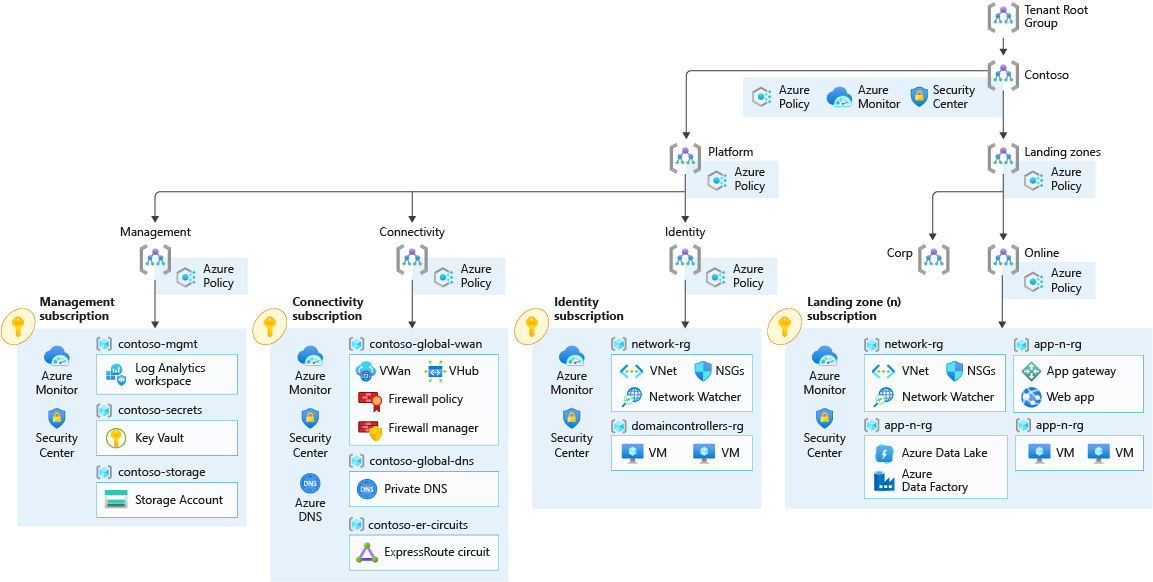 Tenant Root
Group
Contoso
Azure
Policy
Azure
Monitor
Security
Center
Platform
Azure
Policy
Landing zones
Azure
Policy
Management
Azure
Policy
Connectivity
Azure
Policy
Identity
Azure
Policy
Corp
Online
Azure
Policy
Management
subscription
Azure
Monitor
Security
Center
contoso-mgmt
Log Analytics
workspace
contoso-secrets
Key Vault
contoso-storage
Storage Account
Connectivity
subscription
Azure
Monitor
Security
Center
DNS
Azure
DNS
contoso-global-vwan
VWan
VHub
Firewall policy
Firewall manager
contoso-global-dns
DNS
Private DNS
contoso-er-circuits
ExpressRoute circuit
Identity
subscription
Azure
Monitor
Security
Center
network-rg
VNet
NSGs
Network Watcher
domaincontrollers-rg
VM
VM
Landing zone (n)
subscription
Azure
Monitor
Security
Center
network-rg
VNet
NSGs
Network Watcher
app-n-rg
Azure Data Lake
Azure
Data Factory
app-n-rg
App gateway
Web app
app-n-rg
VM
VM